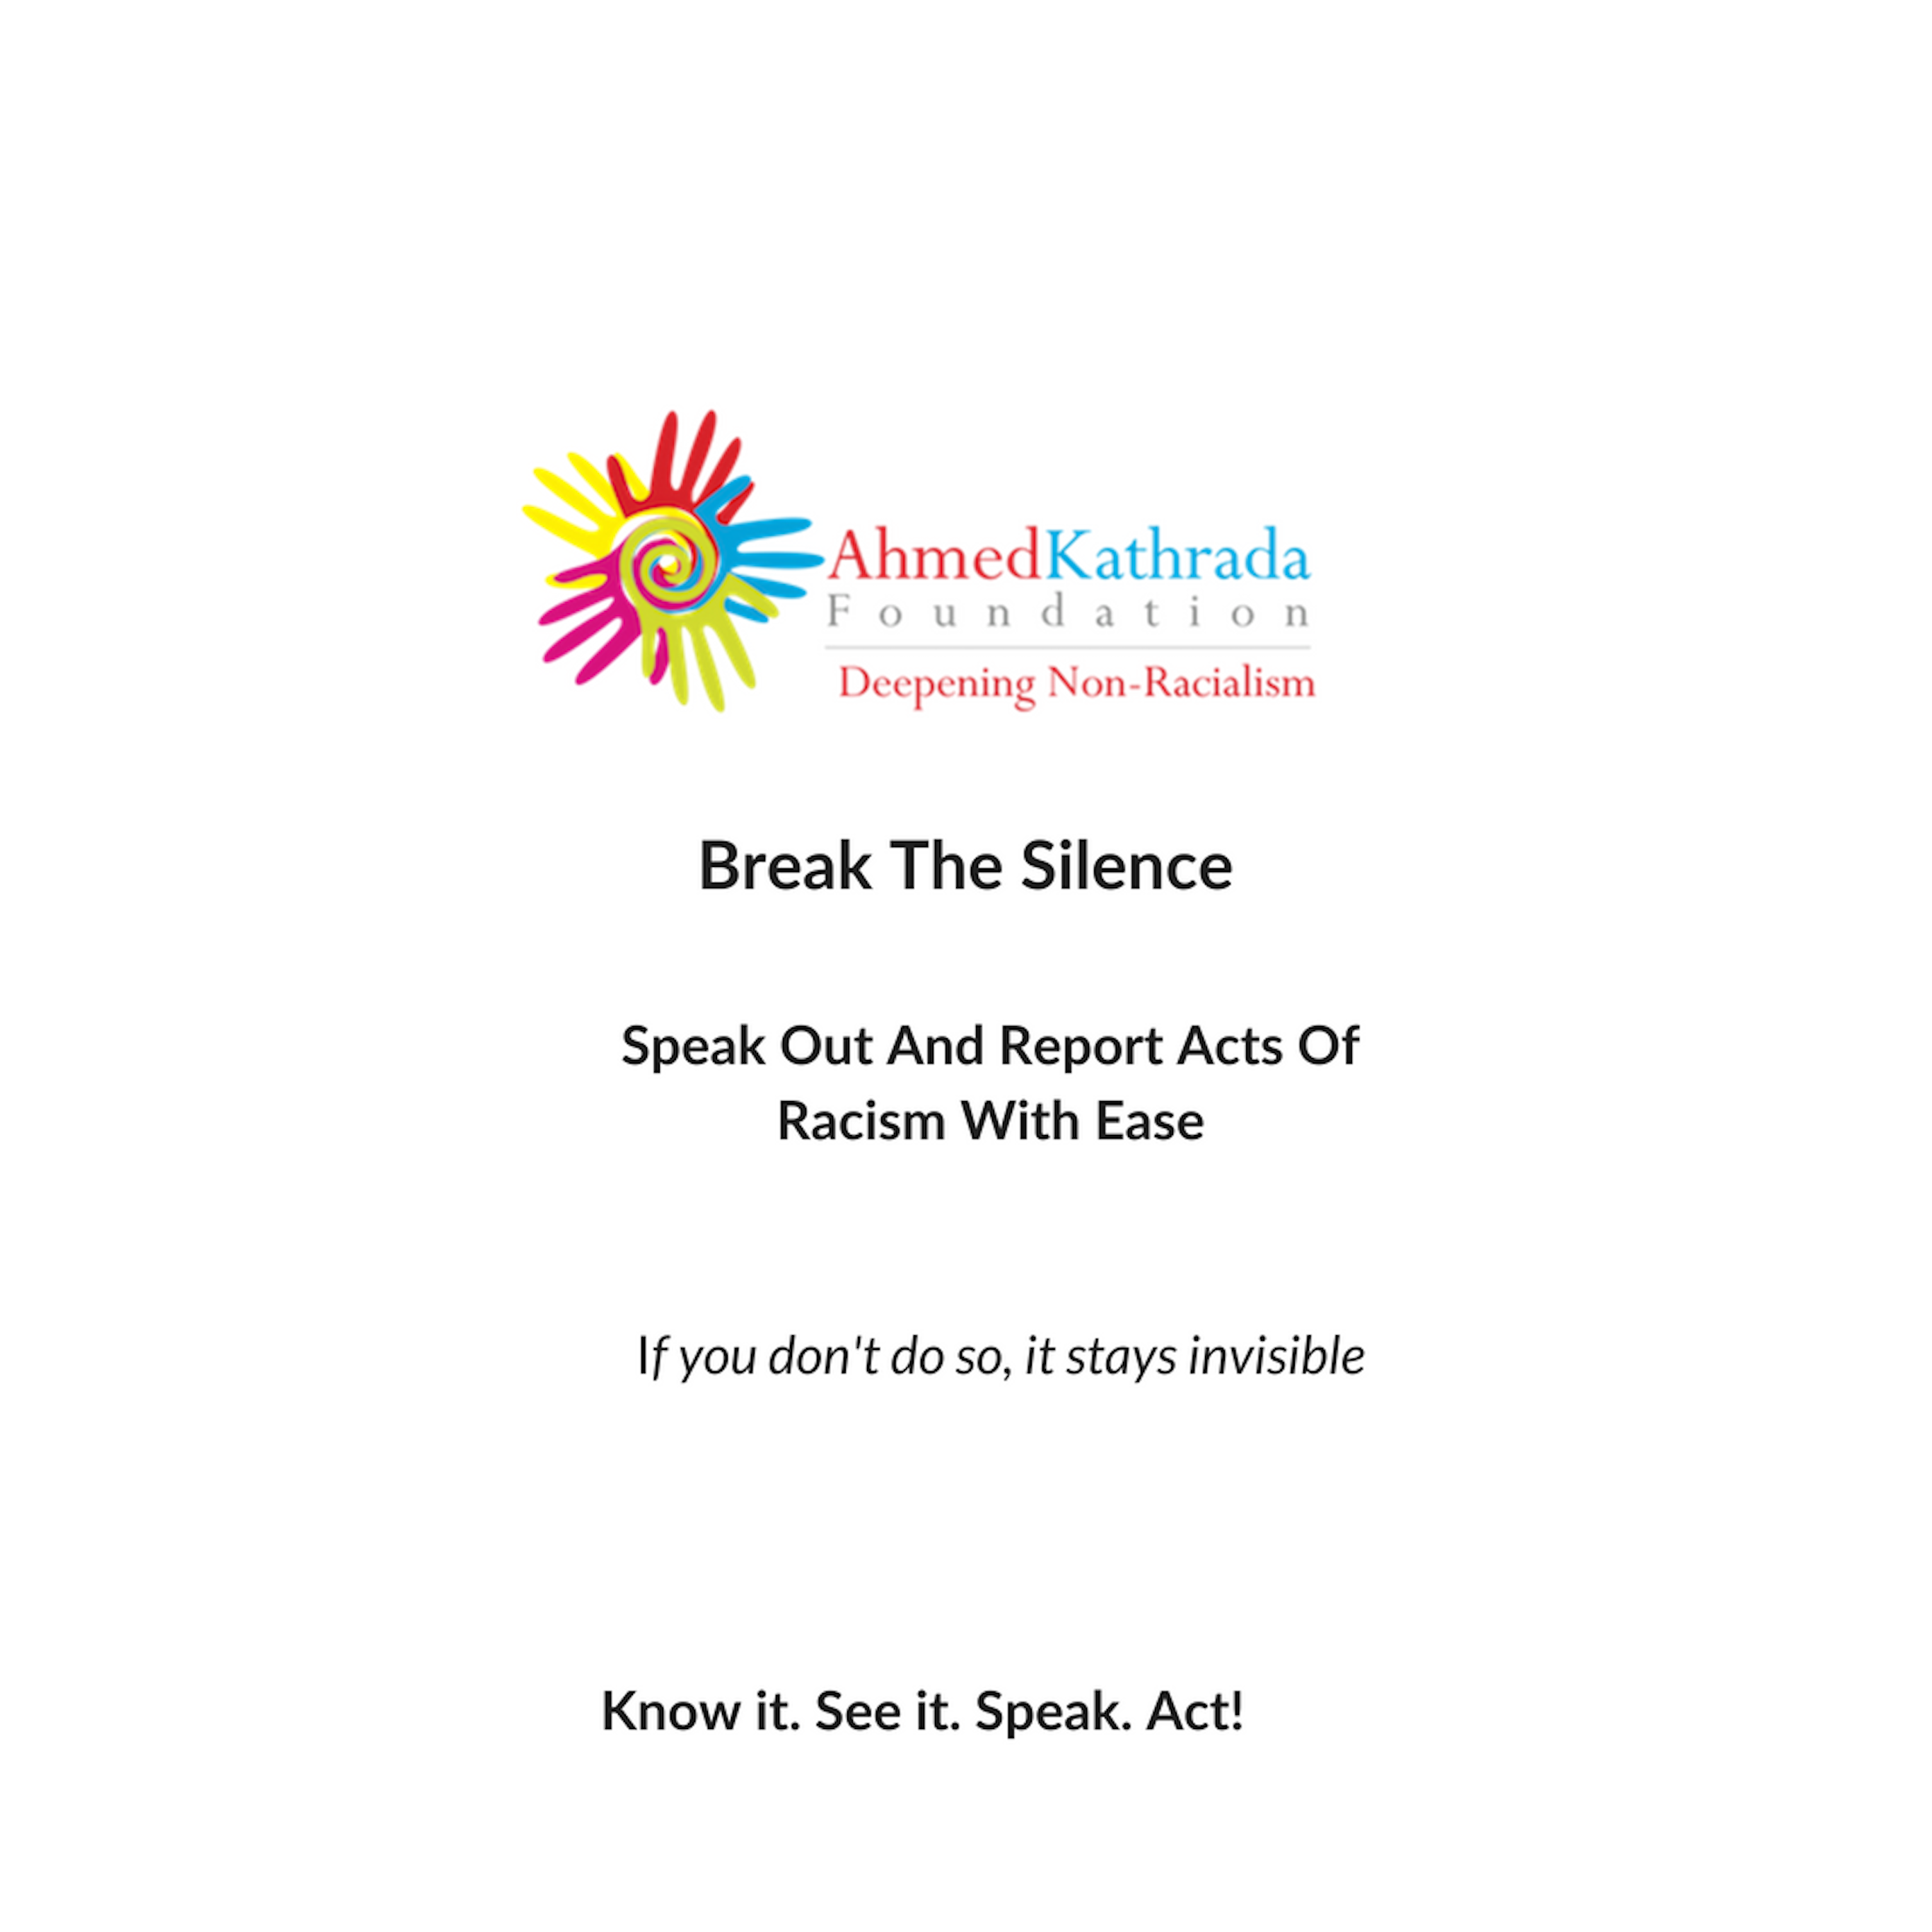 AhmedKathrada
Foundation
Deepening Non-Racialism
Break The Silence
Speak Out And Report Acts Of
Racism With Ease
If you don't do so, it stays invisible
Know it. See it. Speak. Act!